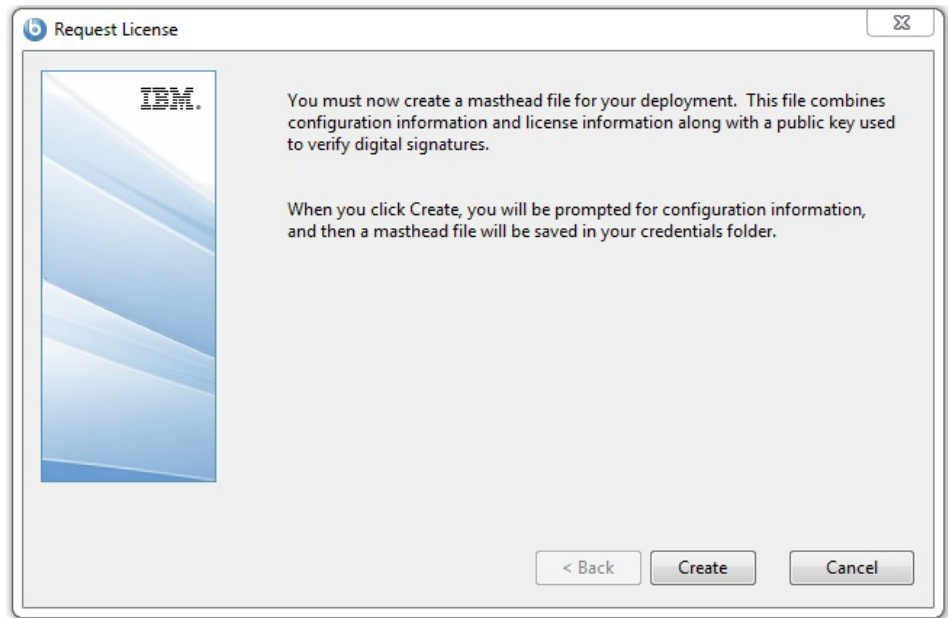 Request License
IBM.
You must now create a masthead file for your deployment.  This file combines
configuration information and license information along with a public key used
to verify digital signatures.
When you click Create, you will be prompted for configuration information,
and then a masthead file will be saved in your credentials folder.
< Back
Create
Cancel